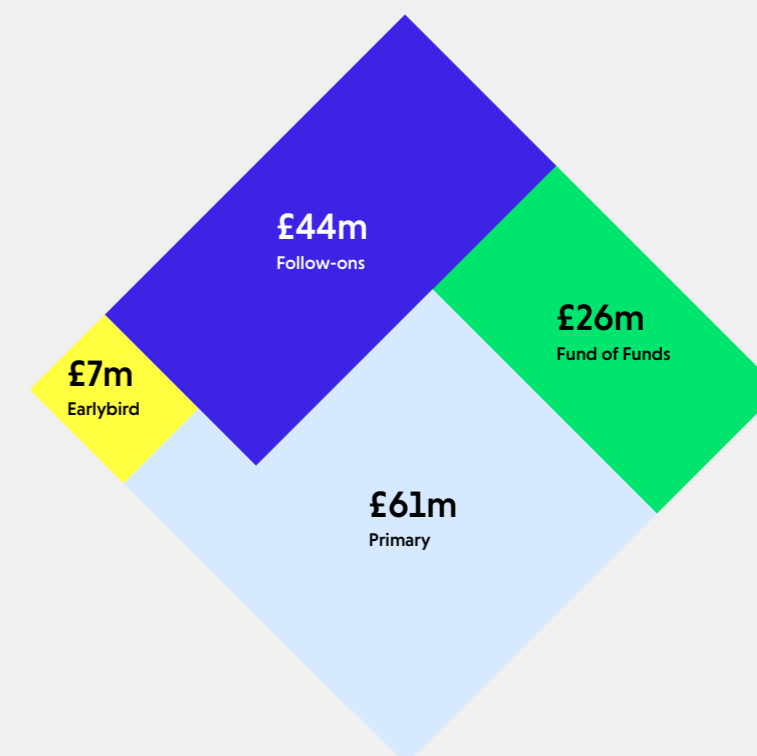 £44m
Follow-ons
£26m
Fund of Funds
£7m
Earlybird
£61m
Primary